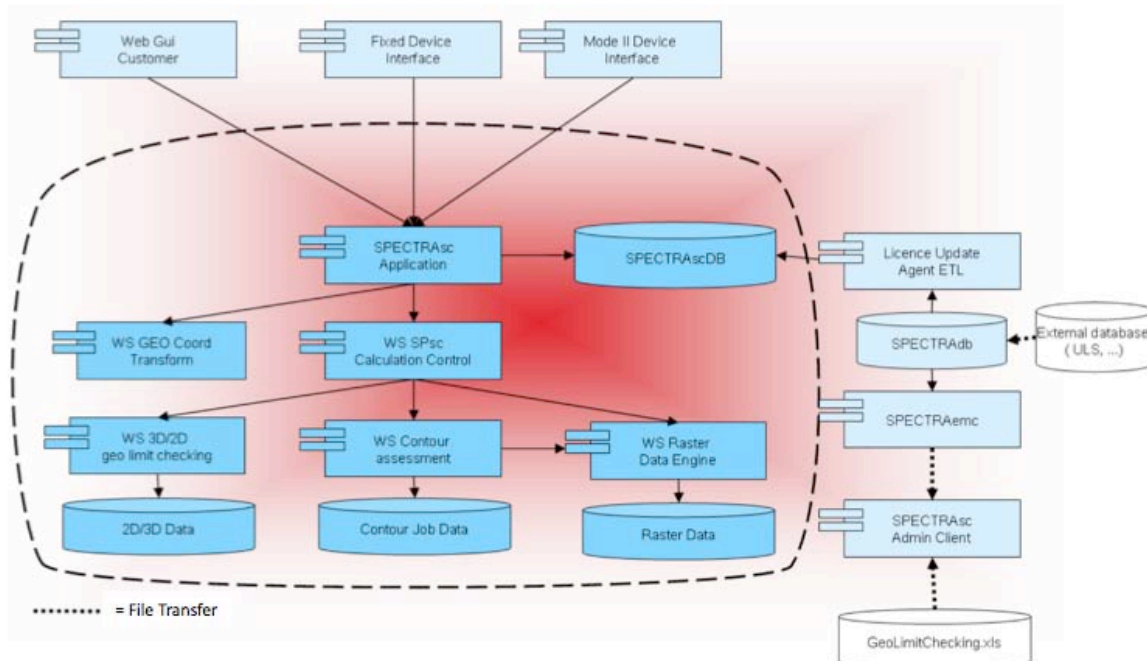 Web Gui
Customer
Fixed Device
Interface
Mode II Device
Interface
SPECTRAsc
Application
SPECTRAscDB
Licence Update
Agent ETL
WS GEO Coord
Transform
WS SPsc
Calculation Control
SPECTRAdb
External database
( ULS, ...)
WS 3D/2D
geo limit checking
WS Contour
assessment
WS Raster
Data Engine
SPECTRAemc
2D/3D Data
Contour Job Data
Raster Data
SPECTRAsc
Admin Client
= File Transfer
GeoLimitChecking.xls